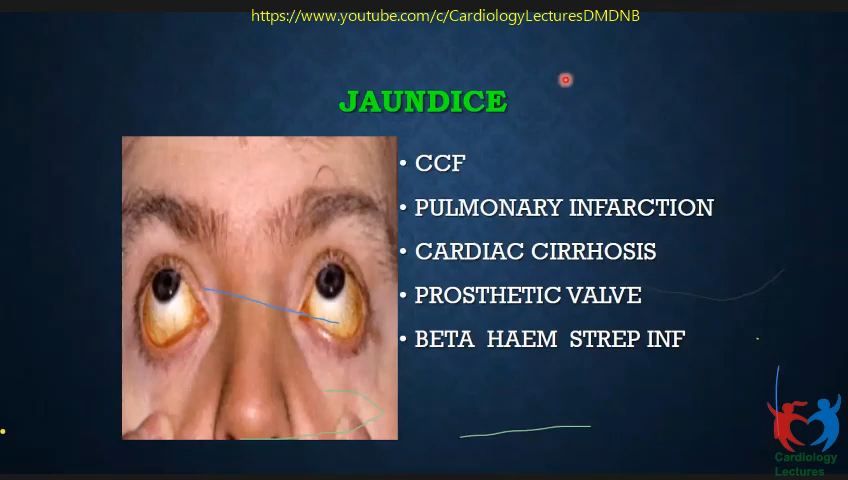 https://www.youtube.com/c/CardiologyLecturesDMDNB
JAUNDICE
• CCF
• PULMONARY INFARCTION
• CARDIAC CIRRHOSIS
• PROSTHETIC VALVE
• BETA HAEM STREP INF
Cardiology
Lectures